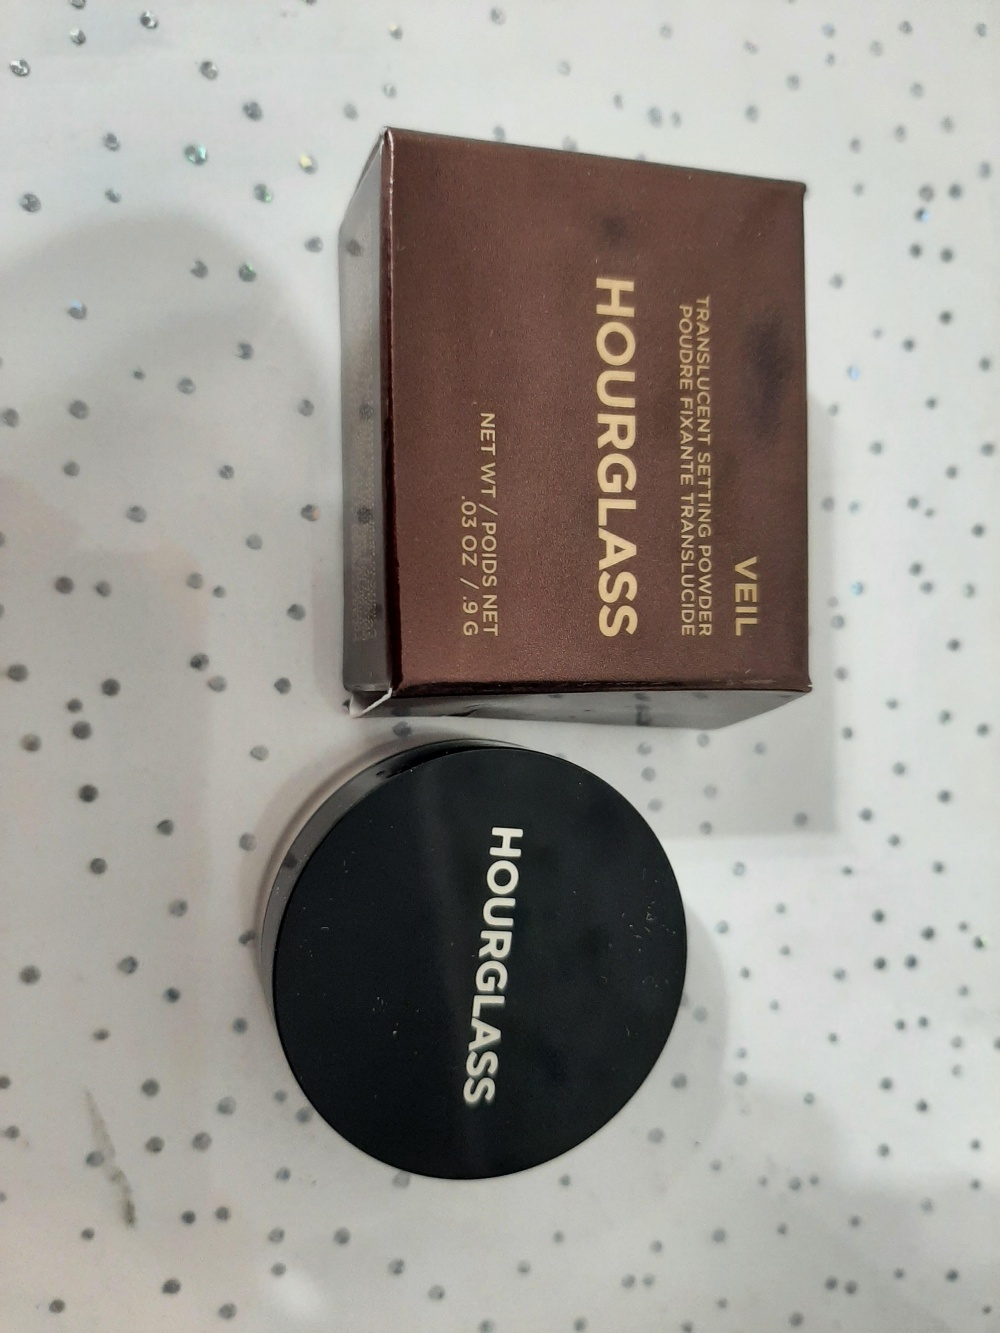 VEIL
TRANSLUCENT SETTING POWDER
POUDRE FIXANTE TRANSLUCIDE
HOURGLASS
NET WT / POIDS NET
.03 OZ / .9 G
HOURGLASS